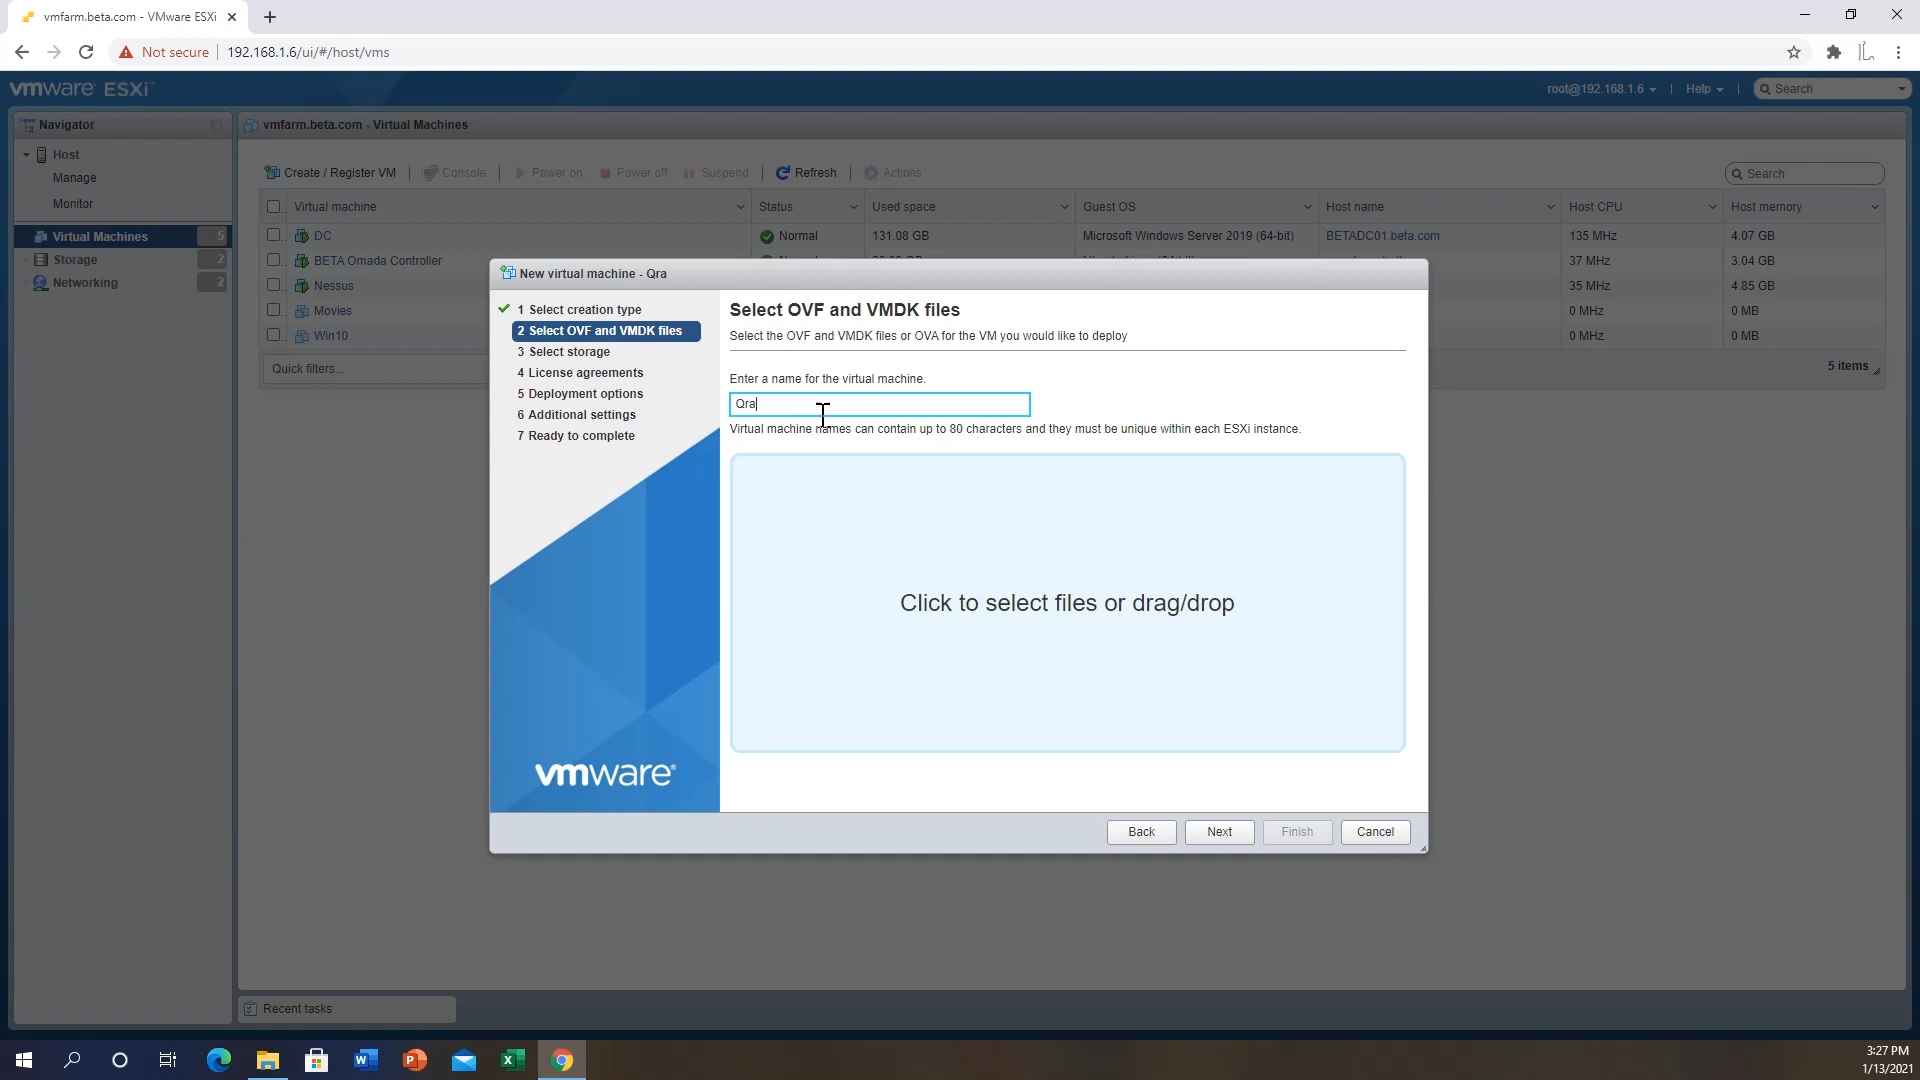 vmfarm.beta.com - VMware ESXi
Not secure
192.168.1.6/ui/#/host/vms
vmware ESXi™
root@192.168.1.6
|
Help
|
Search
Navigator
Host
Manage
Monitor
Virtual Machines 5
Storage 2
Networking 2
vmfarm.beta.com - Virtual Machines
Create / Register VM | Console | Power on Power off Suspend | Refresh | Actions
Search
Virtual machine Status Used space Guest OS Host name Host CPU Host memory
DC Normal 131.08 GB Microsoft Windows Server 2019 (64-bit) BETADC01.beta.com 135 MHz 4.07 GB
BETA Omada Controller 37 MHz 3.04 GB
Nessus 35 MHz 4.85 GB
Movies 0 MHz 0 MB
Win10 0 MHz 0 MB
Quick filters...
5 items
New virtual machine - Qra
1 Select creation type
2 Select OVF and VMDK files
3 Select storage
4 License agreements
5 Deployment options
6 Additional settings
7 Ready to complete
vmware®
Select OVF and VMDK files
Select the OVF and VMDK files or OVA for the VM you would like to deploy
Enter a name for the virtual machine.
Qra
Virtual machine names can contain up to 80 characters and they must be unique within each ESXi instance.
Click to select files or drag/drop
Back Next Finish Cancel
Recent tasks
3:27 PM
1/13/2021